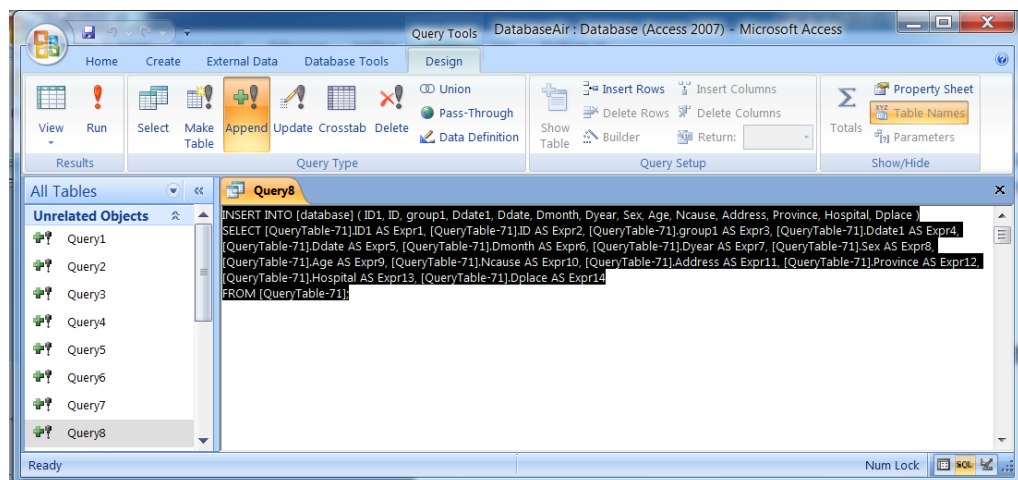 Query Tools
DatabaseAir : Database (Access 2007) - Microsoft Access
Home
Create
External Data
Database Tools
Design
View
Run
Results
Select
Make Table
Append
Update
Crosstab
Delete
Union
Pass-Through
Data Definition
Query Type
Show Table
Insert Rows
Delete Rows
Builder
Insert Columns
Delete Columns
Return:
Query Setup
Totals
Property Sheet
Table Names
Parameters
Show/Hide
All Tables
Unrelated Objects
Query1
Query2
Query3
Query4
Query5
Query6
Query7
Query8
Query8
INSERT INTO [database] ( ID1, ID, group1, Ddate1, Ddate, Dmonth, Dyear, Sex, Age, Ncause, Address, Province, Hospital, Dplace )
SELECT [QueryTable-71].ID1 AS Expr1, [QueryTable-71].ID AS Expr2, [QueryTable-71].group1 AS Expr3, [QueryTable-71].Ddate1 AS Expr4,
[QueryTable-71].Ddate AS Expr5, [QueryTable-71].Dmonth AS Expr6, [QueryTable-71].Dyear AS Expr7, [QueryTable-71].Sex AS Expr8,
[QueryTable-71].Age AS Expr9, [QueryTable-71].Ncause AS Expr10, [QueryTable-71].Address AS Expr11, [QueryTable-71].Province AS Expr12,
[QueryTable-71].Hospital AS Expr13, [QueryTable-71].Dplace AS Expr14
FROM [QueryTable-71];
Ready
Num Lock
SQL